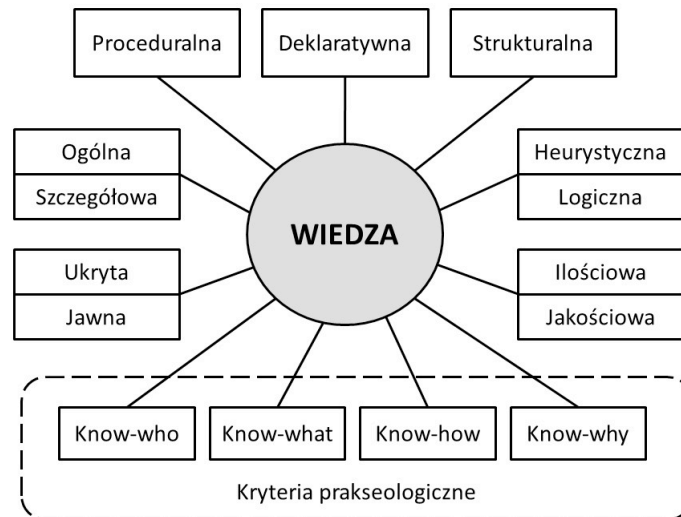 Proceduralna
Deklaratywna
Strukturalna
Ogólna
Szczegółowa
Heurystyczna
Logiczna
WIEDZA
Ukryta
Jawna
Ilościowa
Jakościowa
Know-who
Know-what
Know-how
Know-why
Kryteria prakseologiczne